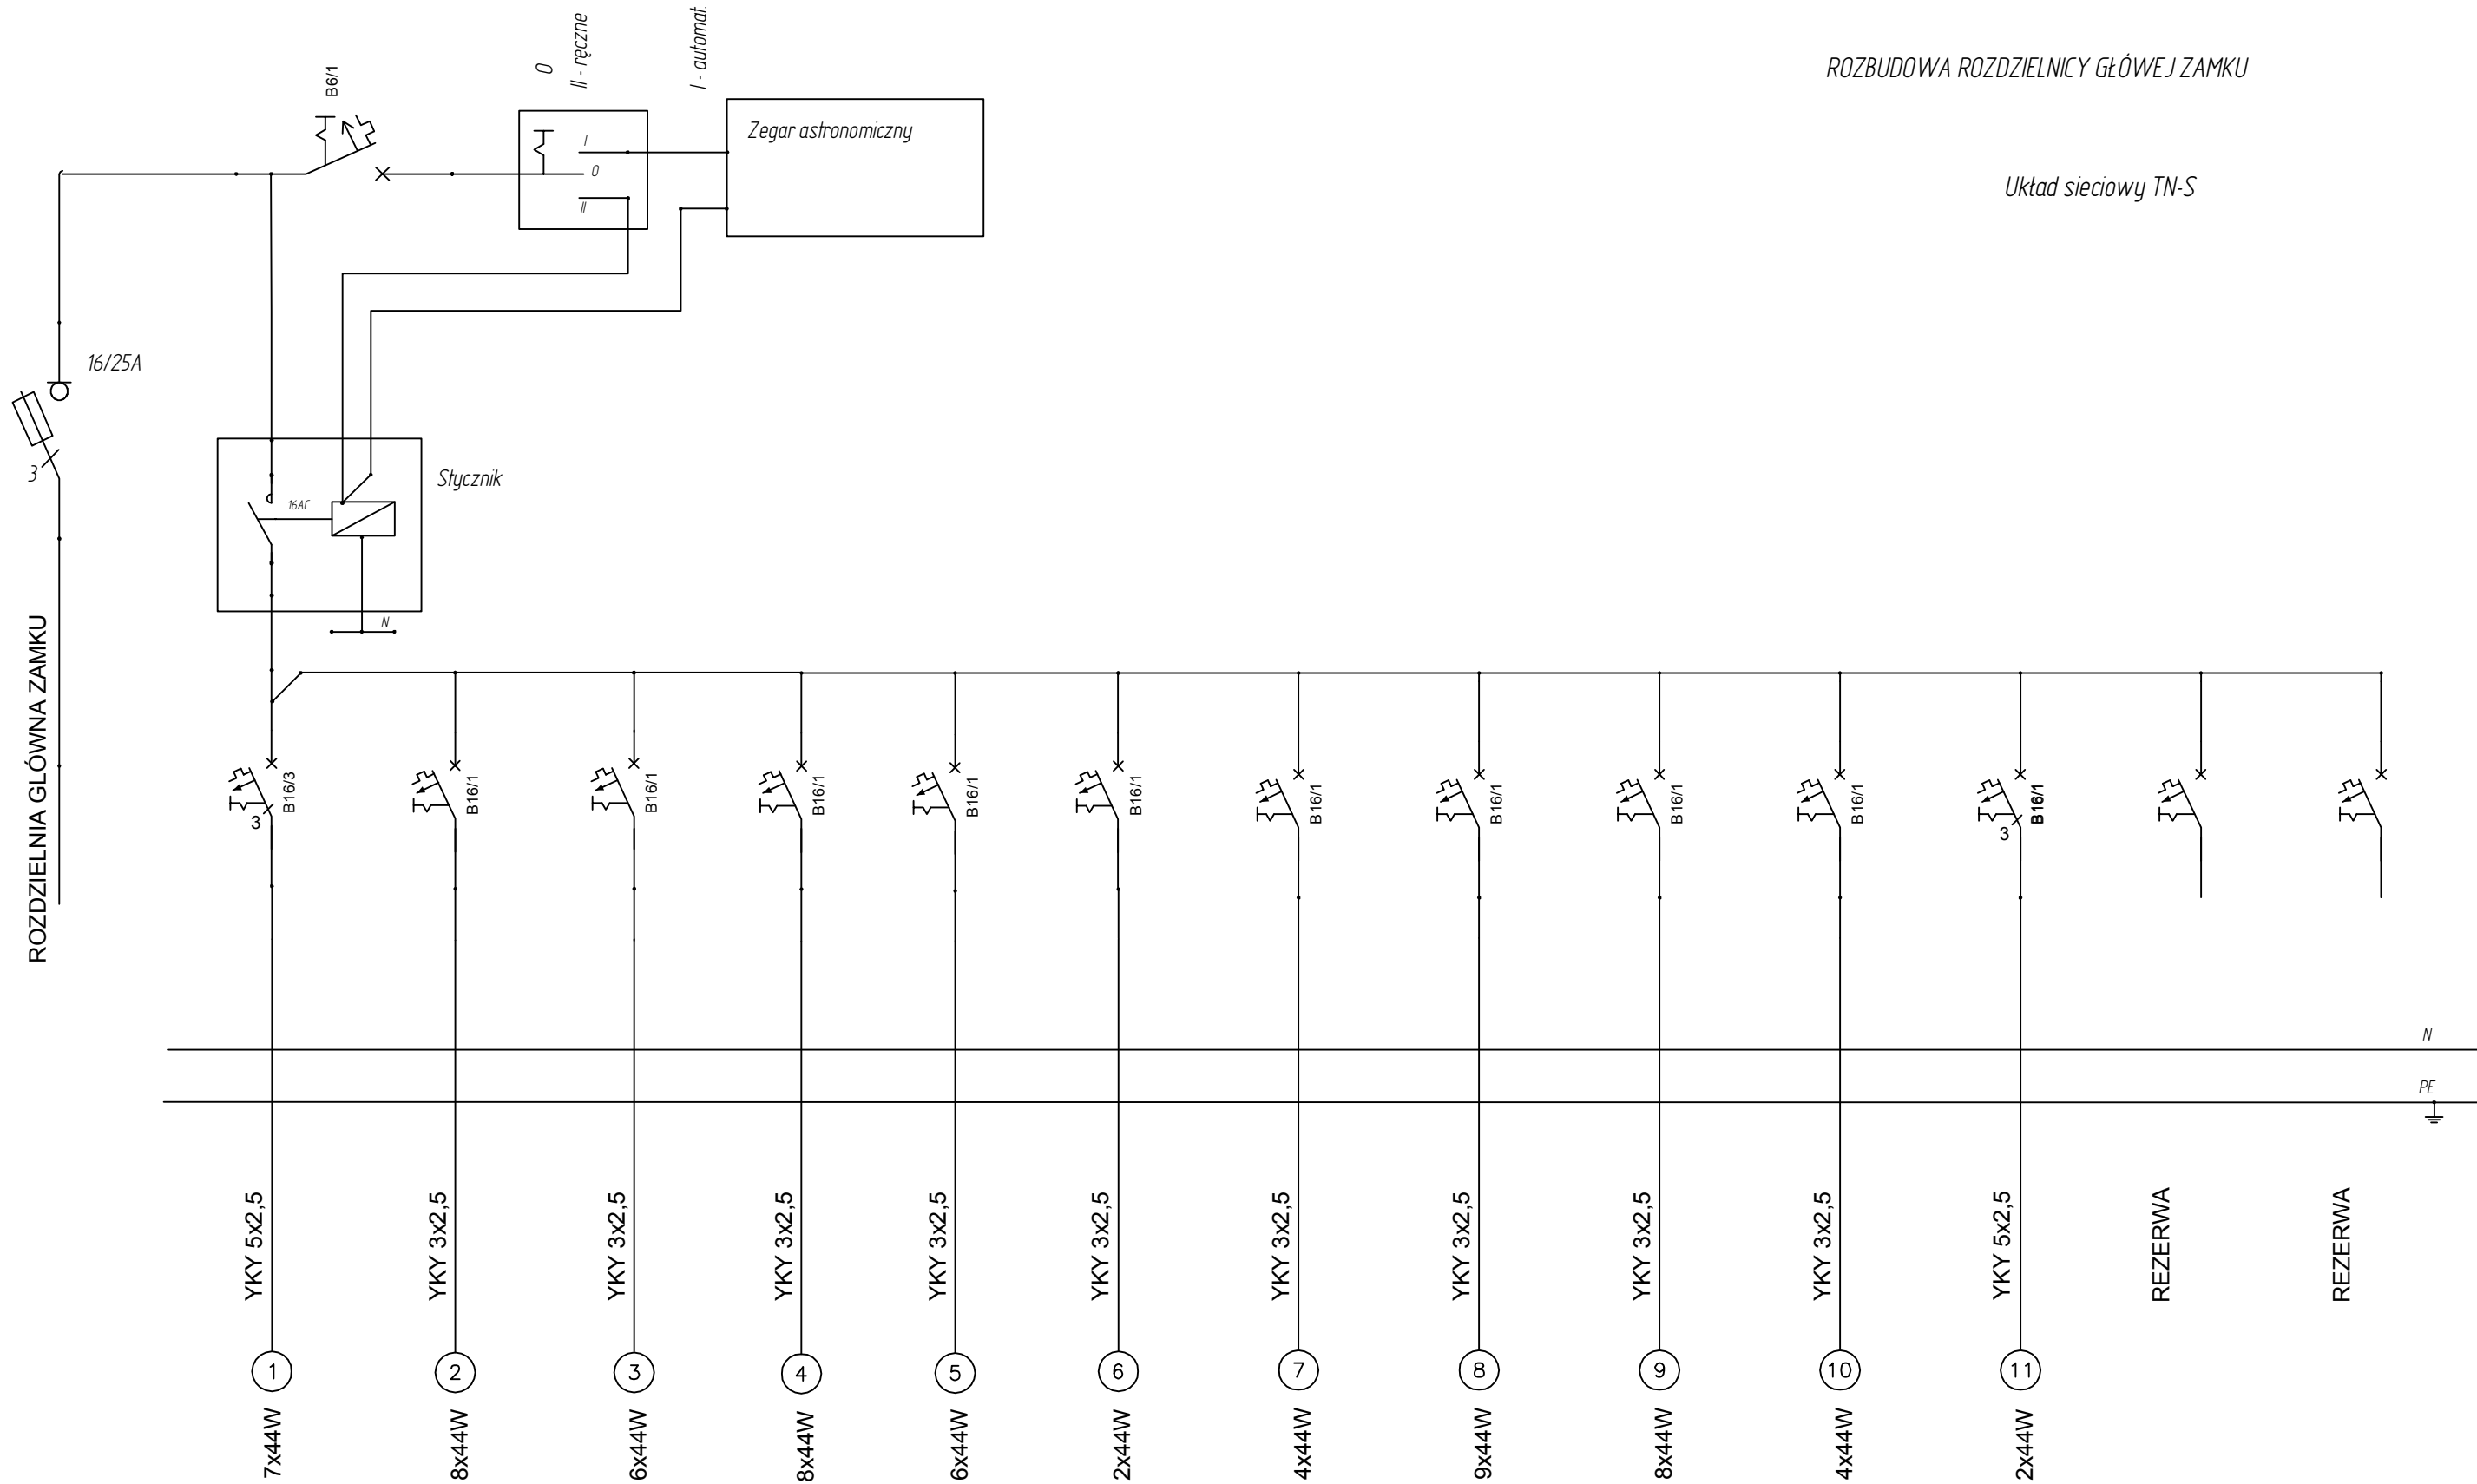 ROZBUDOWA ROZDZIELNICY GŁÓWEJ ZAMKU
Układ sieciowy TN-S
B6/1
0
II - ręczne
I - automat.
I
0
II
Zegar astronomiczny
16/25A
3
Stycznik
16AC
N
ROZDZIELNIA GLÓWNA ZAMKU
B16/3
3
B16/1
B16/1
B16/1
B16/1
B16/1
B16/1
B16/1
B16/1
B16/1
3
N
PE
YKY 5x2,5
YKY 3x2,5
YKY 3x2,5
YKY 3x2,5
YKY 3x2,5
YKY 3x2,5
YKY 3x2,5
YKY 3x2,5
YKY 3x2,5
YKY 3x2,5
YKY 5x2,5
REZERWA
REZERWA
1
2
3
4
5
6
7
8
9
10
11
7x44W
8x44W
6x44W
8x44W
6x44W
2x44W
4x44W
9x44W
8x44W
4x44W
2x44W